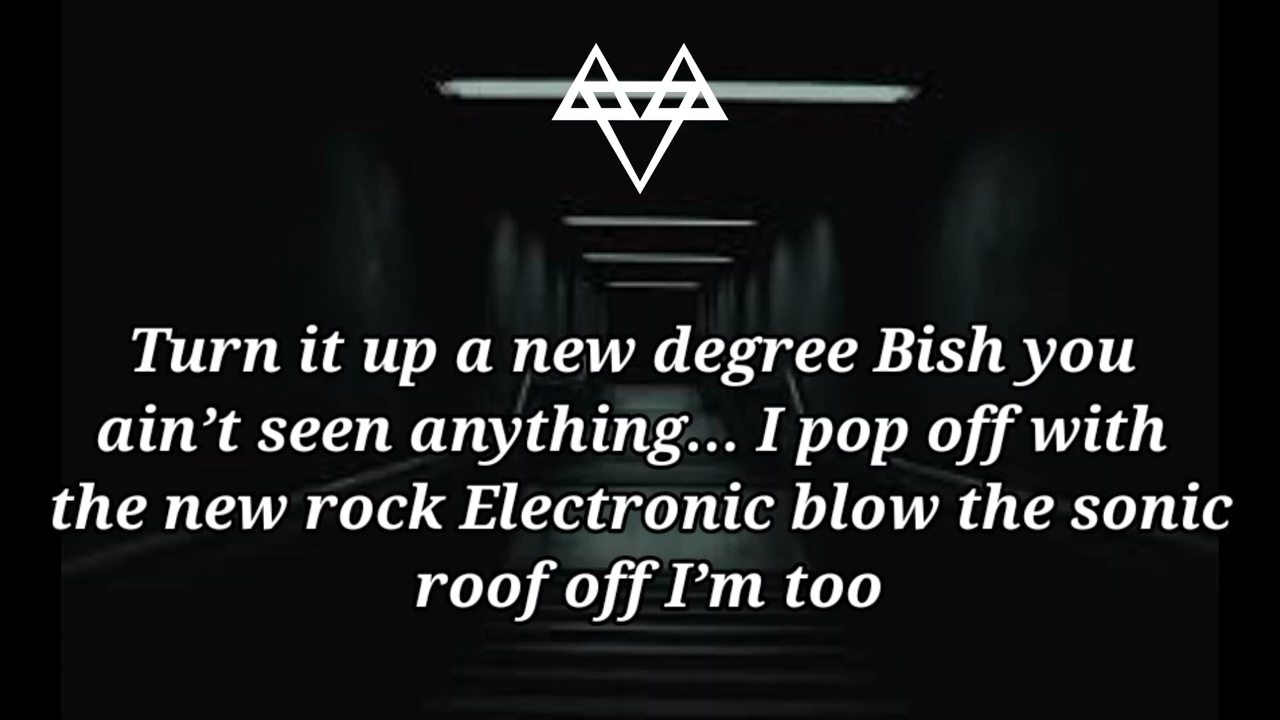 Turn it up a new degree Bish you
ain’t seen anything... I pop off with
the new rock Electronic blow the sonic
roof off I’m too